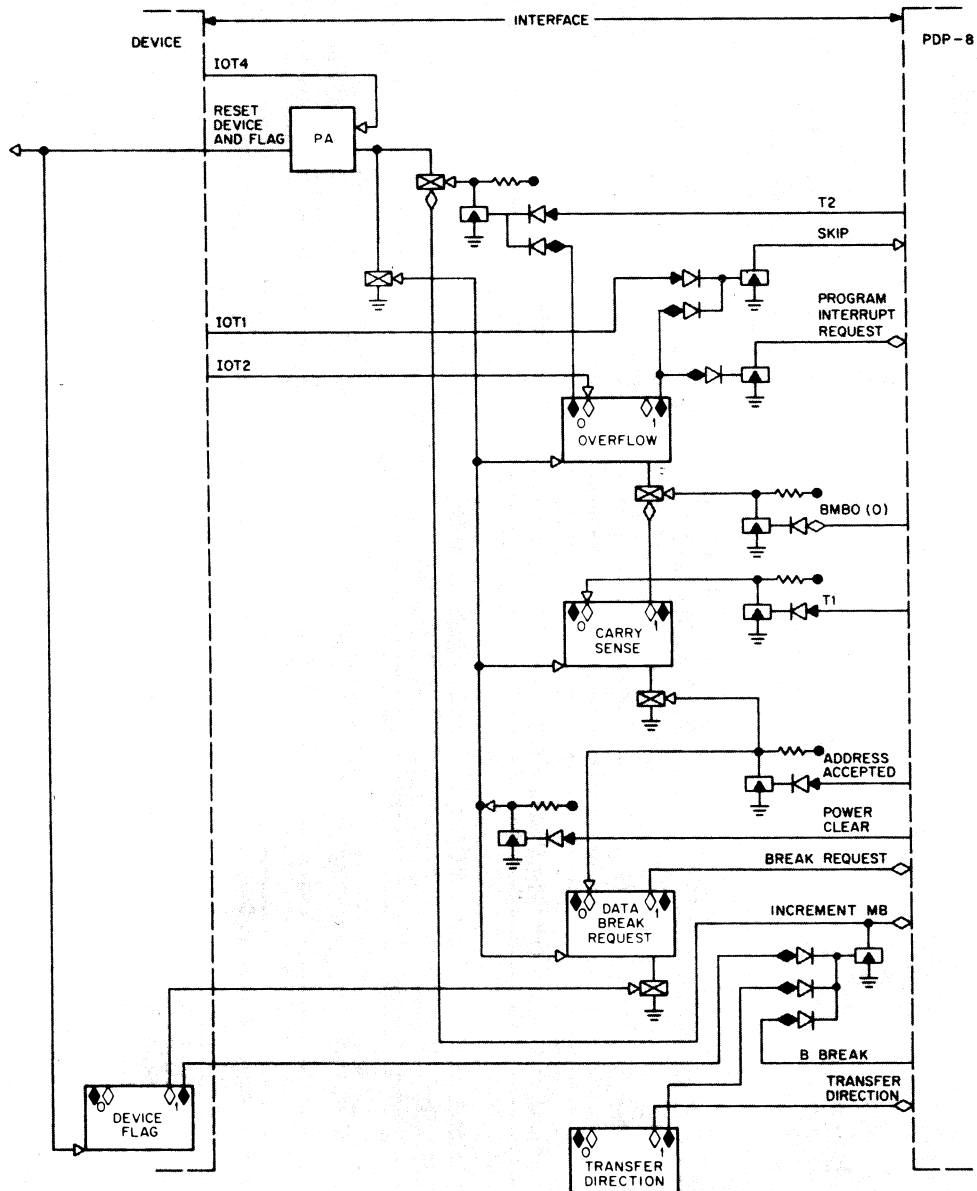 INTERFACE
DEVICE
PDP-8
IOT4
RESET
DEVICE
AND FLAG
PA
T2
SKIP
PROGRAM
INTERRUPT
REQUEST
IOT1
IOT2
0
1
OVERFLOW
BMBO (0)
T1
0
1
CARRY
SENSE
ADDRESS
ACCEPTED
POWER
CLEAR
BREAK REQUEST
0
1
DATA
BREAK
REQUEST
INCREMENT MB
B BREAK
TRANSFER
DIRECTION
0
1
DEVICE
FLAG
0
1
TRANSFER
DIRECTION